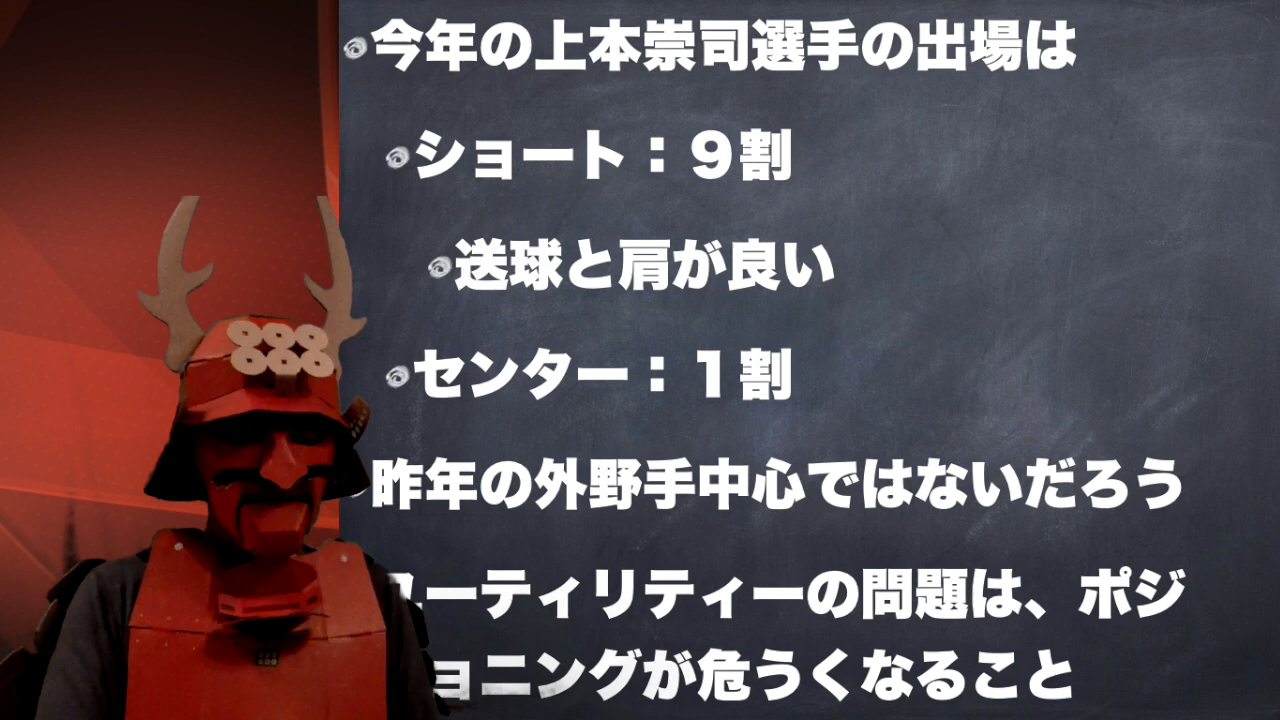 今年の上本崇司選手の出場は
ショート：９割
送球と肩が良い
センター：１割
昨年の外野手中心ではないだろう
ユーティリティーの問題は、ポジ
ョニングが危うくなること